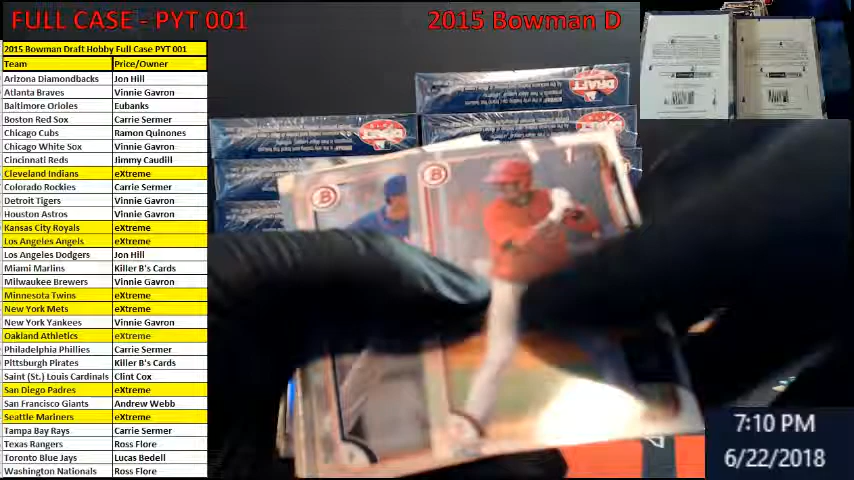 FULL CASE - PYT 001
2015 Bowman D
2015 Bowman Draft Hobby Full Case PYT 001
Team Price/Owner
Arizona Diamondbacks Jon Hill
Atlanta Braves Vinnie Gavron
Baltimore Orioles Eubanks
Boston Red Sox Carrie Sermer
Chicago Cubs Ramon Quinones
Chicago White Sox Vinnie Gavron
Cincinnati Reds Jimmy Caudill
Cleveland Indians eXtreme
Colorado Rockies Carrie Sermer
Detroit Tigers Vinnie Gavron
Houston Astros Vinnie Gavron
Kansas City Royals eXtreme
Los Angeles Angels eXtreme
Los Angeles Dodgers Jon Hill
Miami Marlins Killer B's Cards
Milwaukee Brewers Vinnie Gavron
Minnesota Twins eXtreme
New York Mets eXtreme
New York Yankees Vinnie Gavron
Oakland Athletics eXtreme
Philadelphia Phillies Carrie Sermer
Pittsburgh Pirates Killer B's Cards
Saint (St.) Louis Cardinals Clint Cox
San Diego Padres eXtreme
San Francisco Giants Andrew Webb
Seattle Mariners eXtreme
Tampa Bay Rays Carrie Sermer
Texas Rangers Ross Flore
Toronto Blue Jays Lucas Bedell
Washington Nationals Ross Flore
DRAFT
B
B
7:10 PM
6/22/2018